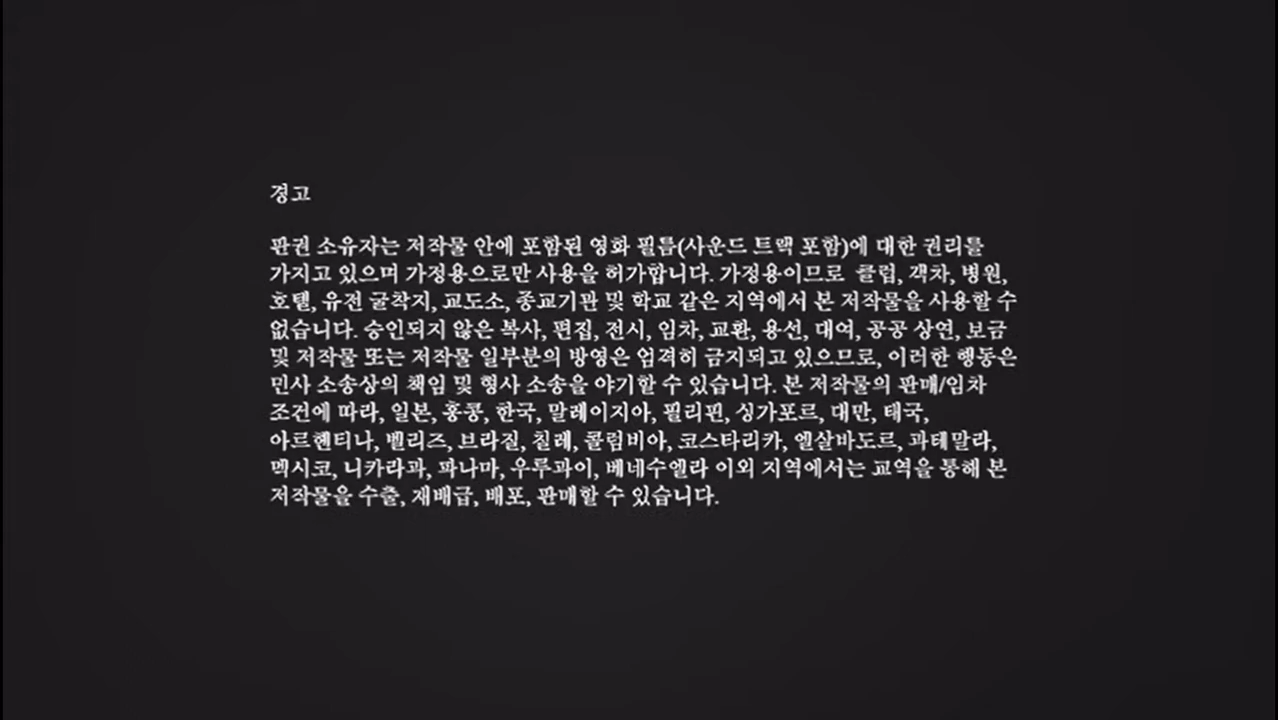 경고
판권 소유자는 저작물 안에 포함된 영화 필름(사운드 트랙 포함)에 대한 권리를
가지고 있으며 가정용으로만 사용을 허가합니다. 가정용이므로 클럽, 객차, 병원,
호텔, 유전 굴착지, 교도소, 종교기관 및 학교 같은 지역에서 본 저작물을 사용할 수
없습니다. 승인되지 않은 복사, 편집, 전시, 임차, 교환, 용선, 대여, 공공 상연, 보금
및 저작물 또는 저작물 일부분의 방영은 엄격히 금지되고 있으므로, 이러한 행동은
민사 소송상의 책임 및 형사 소송을 야기할 수 있습니다. 본 저작물의 판매/임차
조건에 따라, 일본, 홍콩, 한국, 말레이지아, 필리핀, 싱가포르, 대만, 태국,
아르헨티나, 벨리즈, 브라질, 칠레, 콜럼비아, 코스타리카, 엘살바도르, 과테말라,
멕시코, 니카라과, 파나마, 우루과이, 베네수엘라 이외 지역에서는 교역을 통해 본
저작물을 수출, 재배급, 배포, 판매할 수 있습니다.